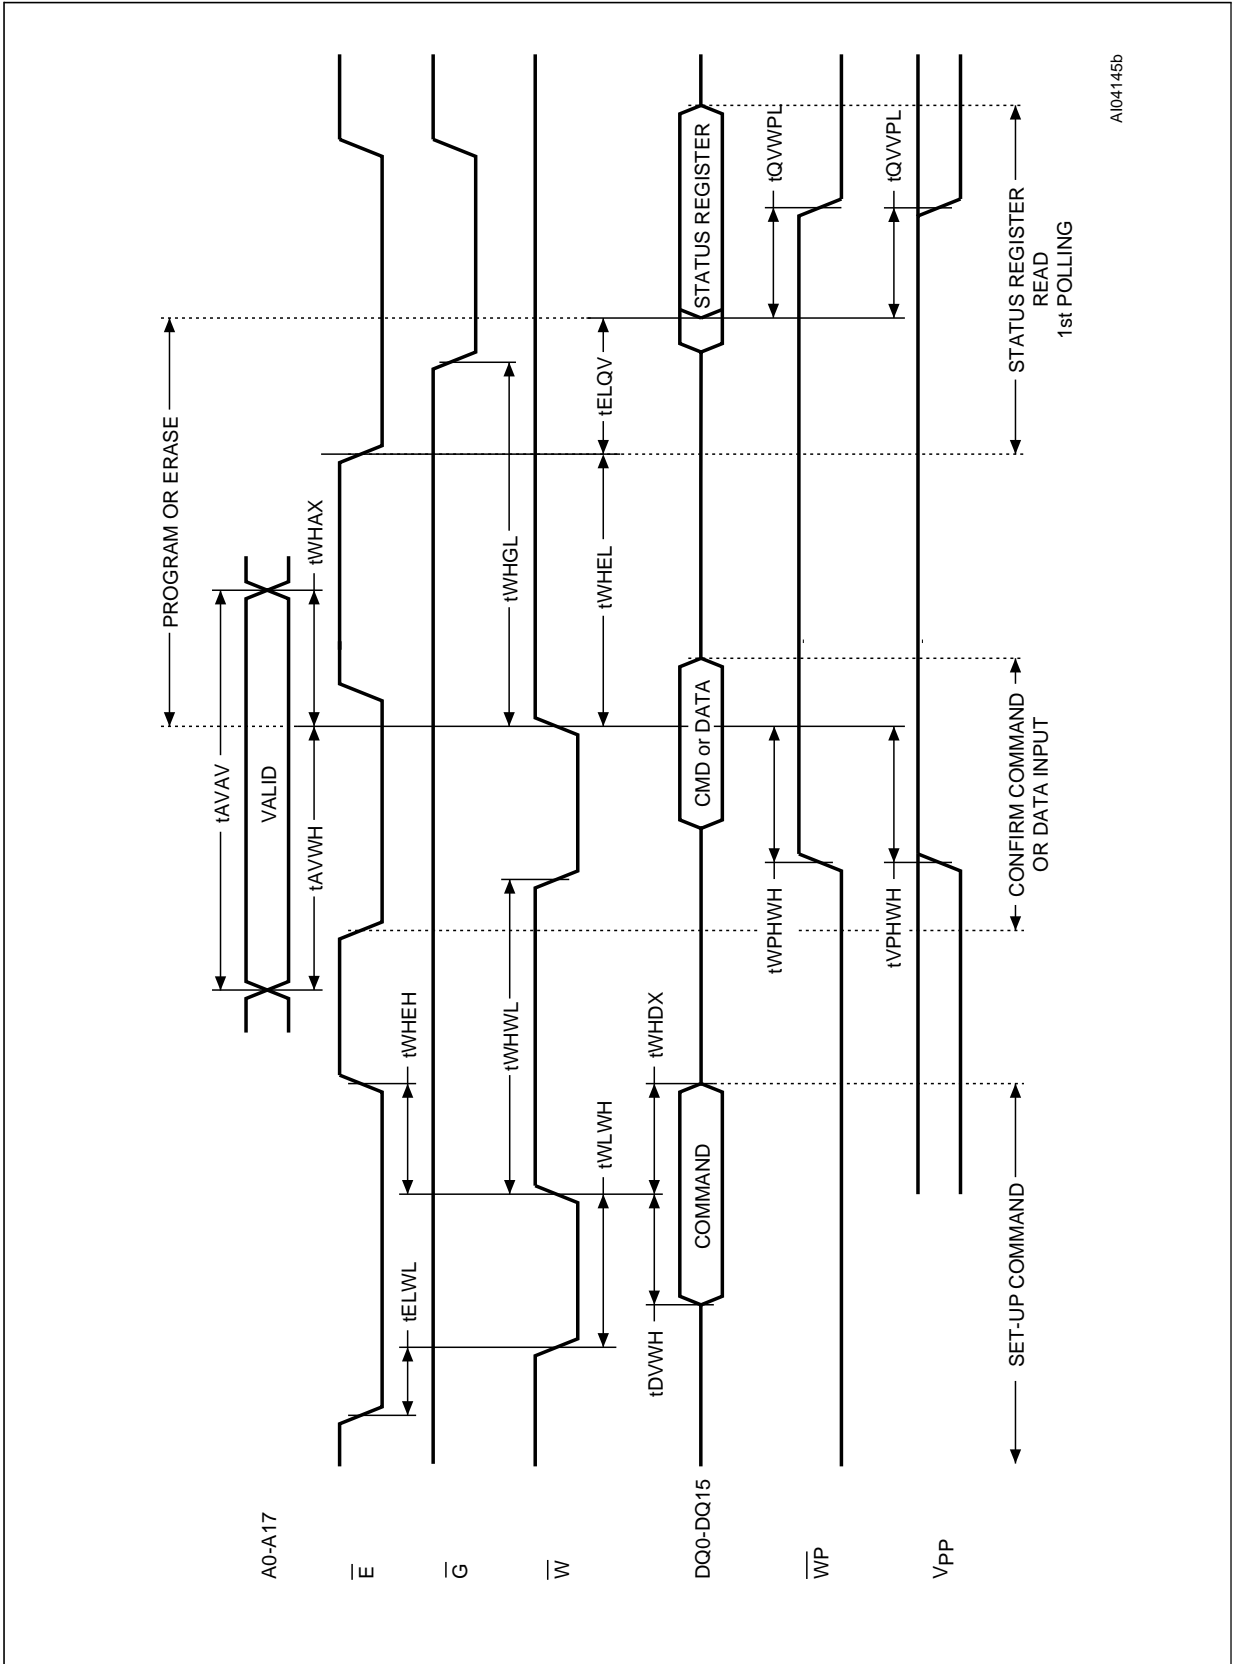 PROGRAM OR ERASE
tAVAV
A0-A17
VALID
tAVWH
tWHAX
E
tELWL
tWHEH
G
tWHWL
tWHGL
W
tWLWH
tWHEL
tELQV
tDVWH
tWHDX
DQ0-DQ15
COMMAND
CMD or DATA
STATUS REGISTER
tWPHWH
tQVWPL
WP
tVPHWH
tQVVPL
VPP
SET-UP COMMAND
CONFIRM COMMAND
OR DATA INPUT
STATUS REGISTER
READ
1st POLLING
AI04145b